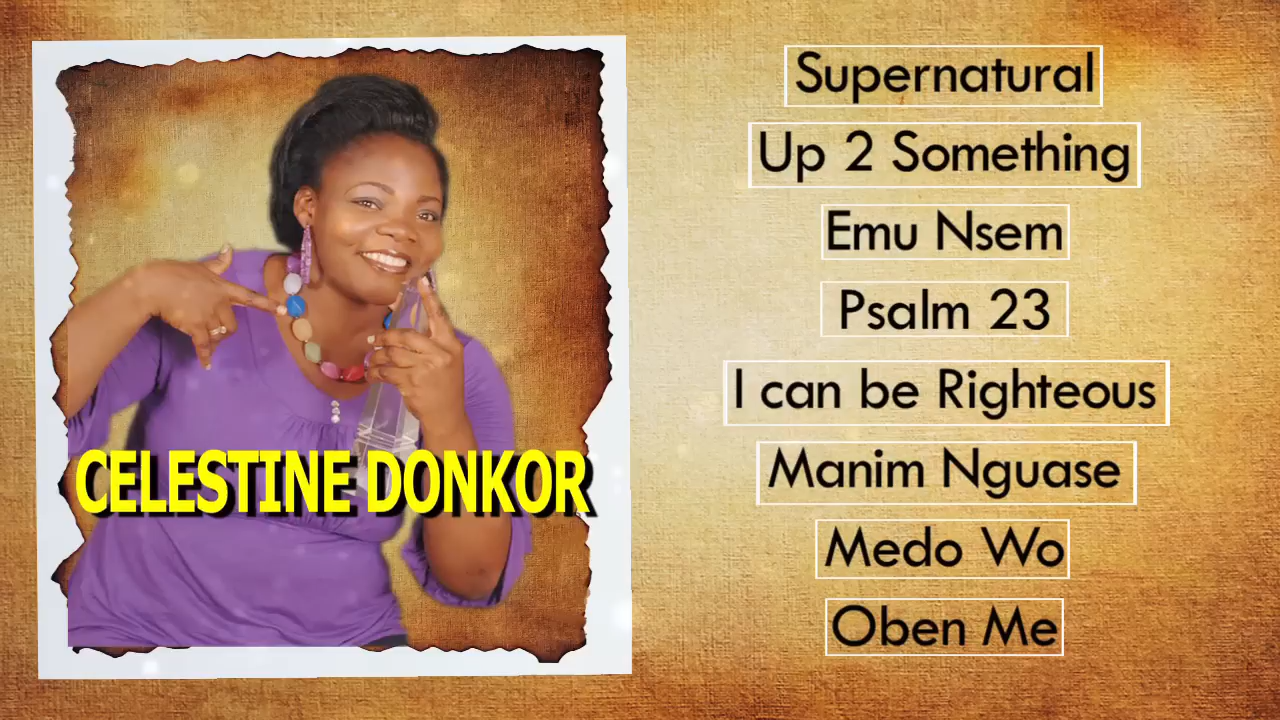 CELESTINE DONKOR
Supernatural
Up 2 Something
Emu Nsem
Psalm 23
I can be Righteous
Manim Nguase
Medo Wo
Oben Me